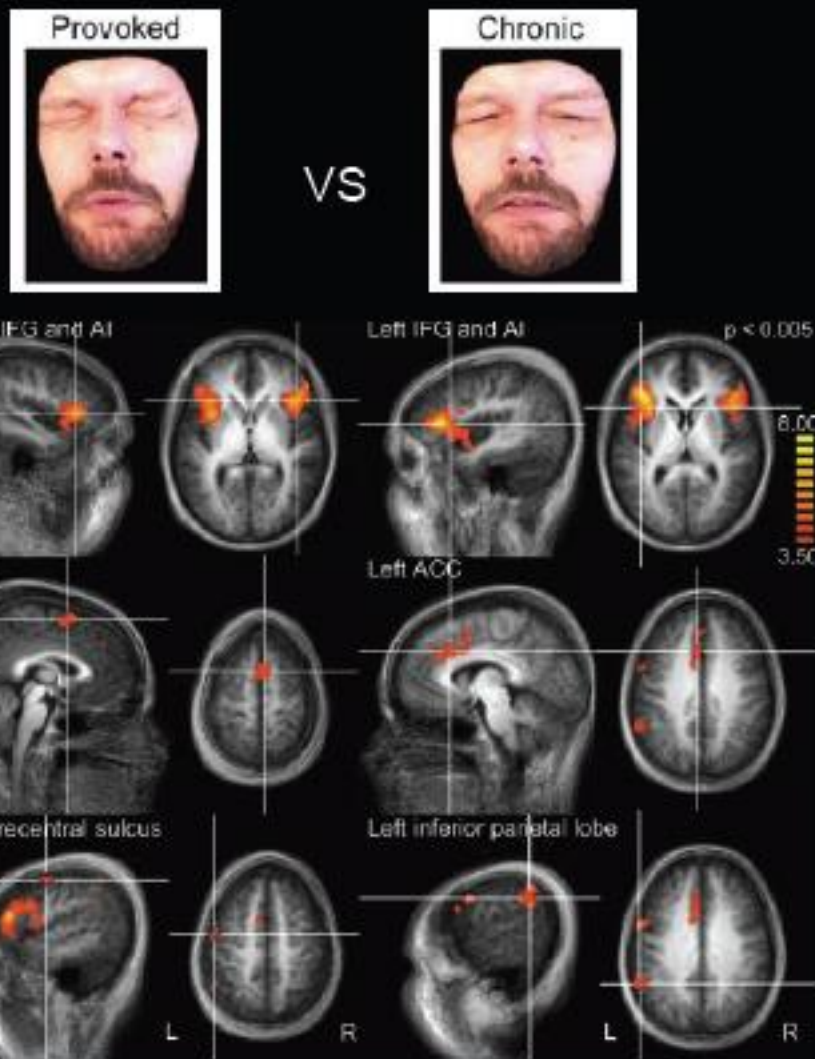 Provoked
Chronic
VS
IFG and AI
Left IFG and AI
p < 0.005
8.00
3.50
Left ACC
recentral sulcus
Left inferior parietal lobe
L
R
L
R